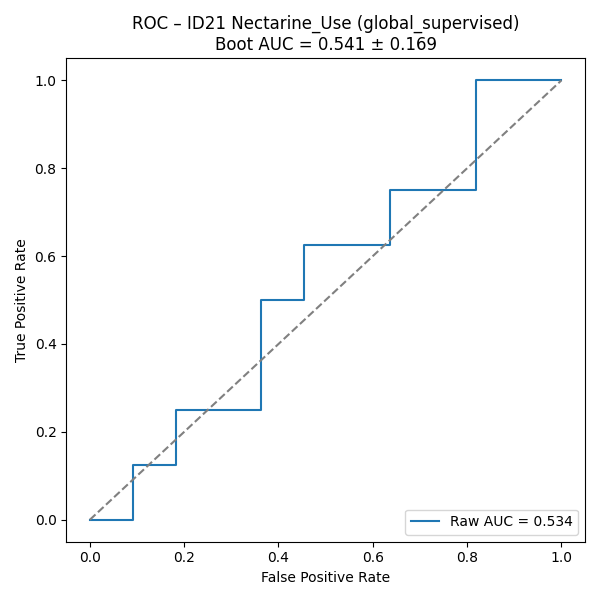 ROC – ID21 Nectarine_Use (global_supervised)
Boot AUC = 0.541 ± 0.169
True Positive Rate
1.0
0.8
0.6
0.4
0.2
0.0
Raw AUC = 0.534
0.0 0.2 0.4 0.6 0.8 1.0
False Positive Rate